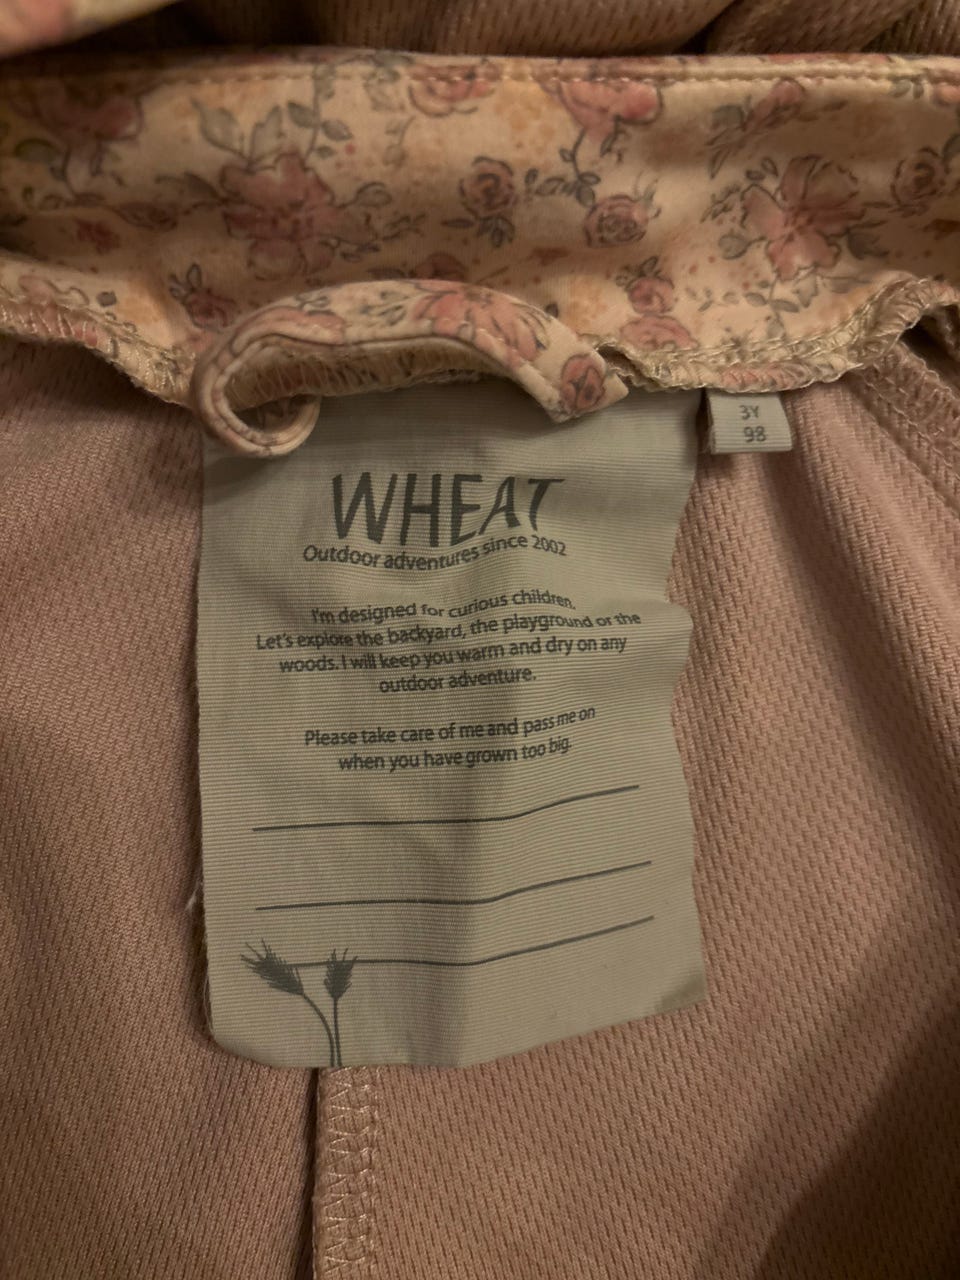 3Y
98
WHEAT
Outdoor adventures since 2002
I'm designed for curious children.
Let's explore the backyard, the playground or the
woods. I will keep you warm and dry on any
outdoor adventure.
Please take care of me and pass me on
when you have grown too big.